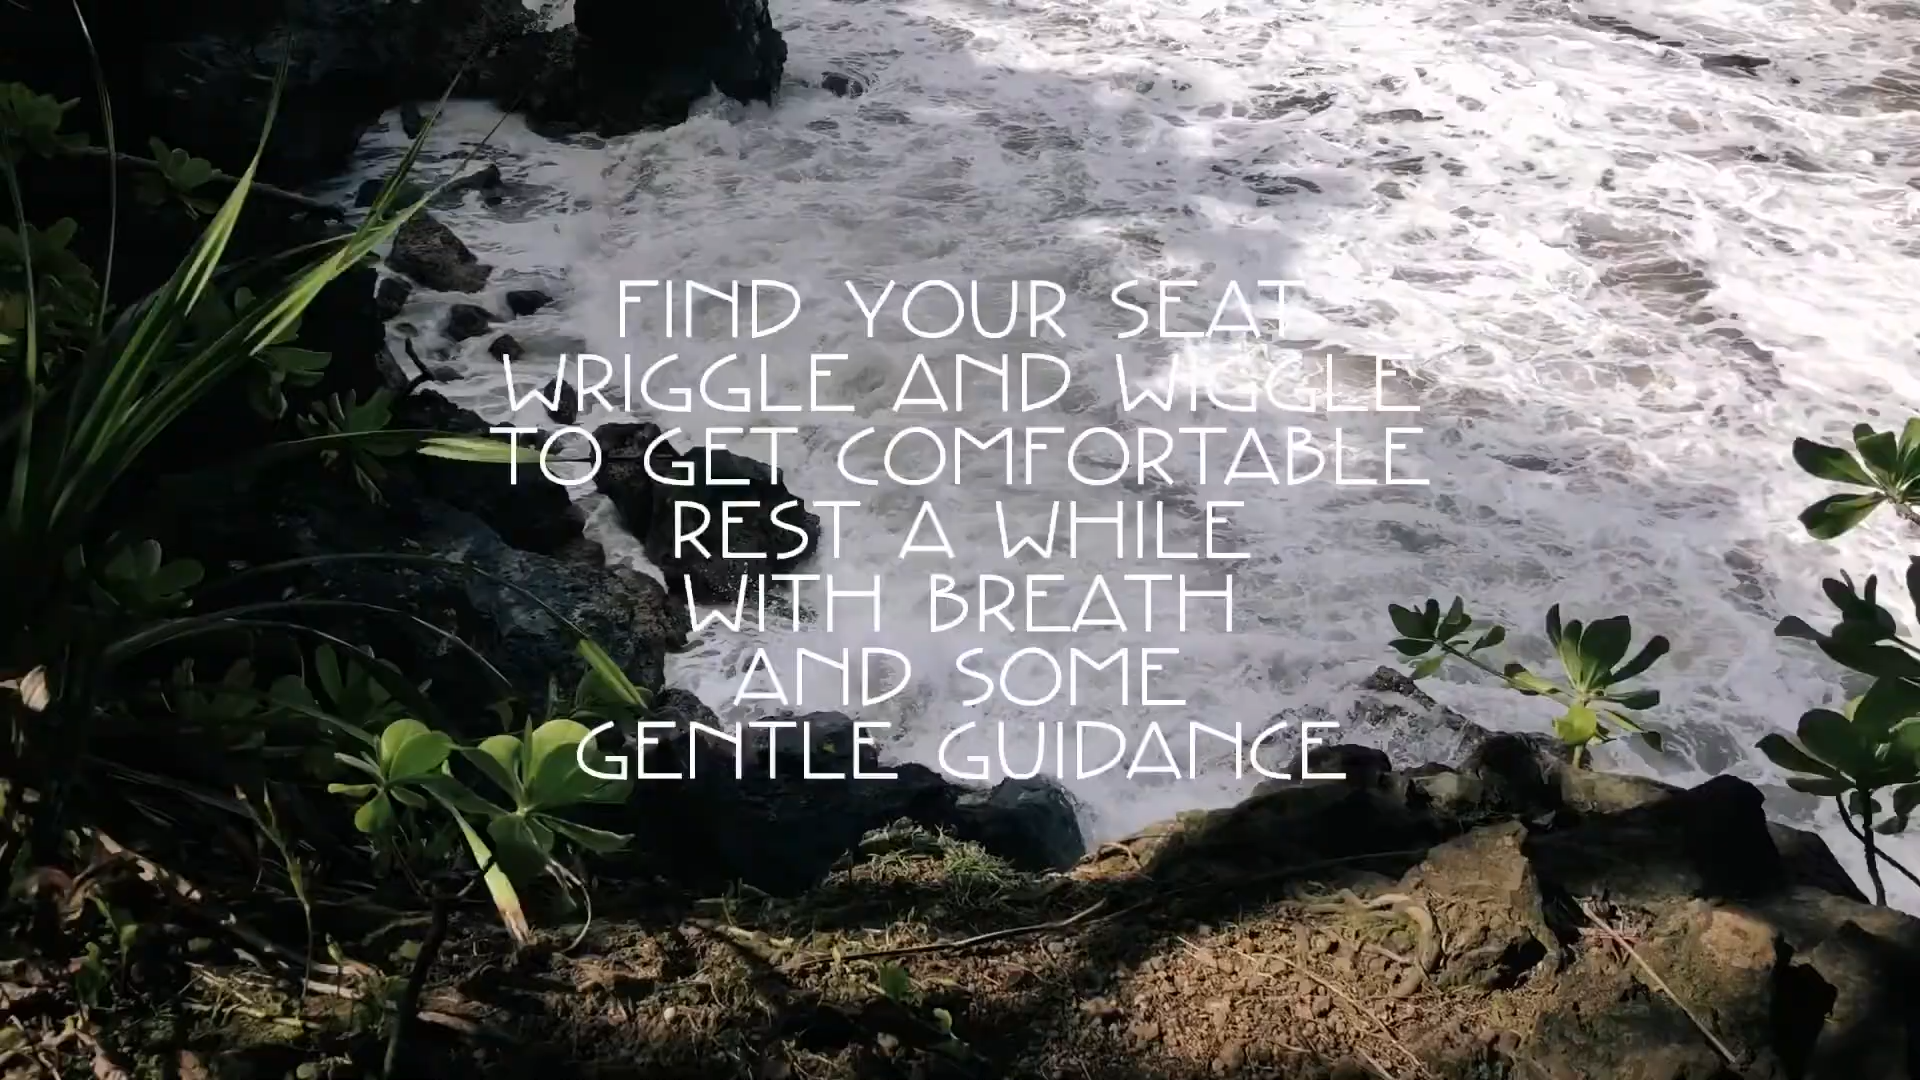 FIND YOUR SEAT
WRIGGLE AND WIGGLE
TO GET COMFORTABLE
REST A WHILE
WITH BREATH
AND SOME
GENTLE GUIDANCE